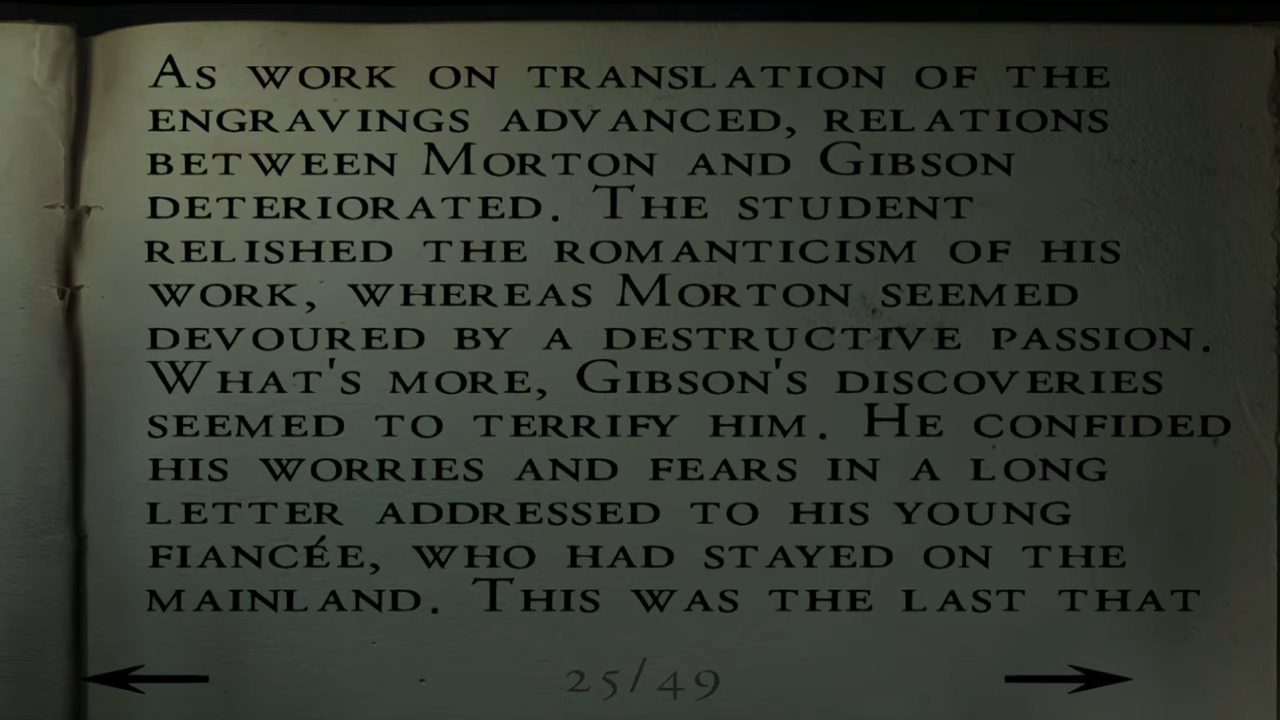 As work on translation of the
engravings advanced, relations
between Morton and Gibson
deteriorated. The student
relished the romanticism of his
work, whereas Morton seemed
devoured by a destructive passion.
What's more, Gibson's discoveries
seemed to terrify him. He confided
his worries and fears in a long
letter addressed to his young
fiancée, who had stayed on the
mainland. This was the last that
25/49